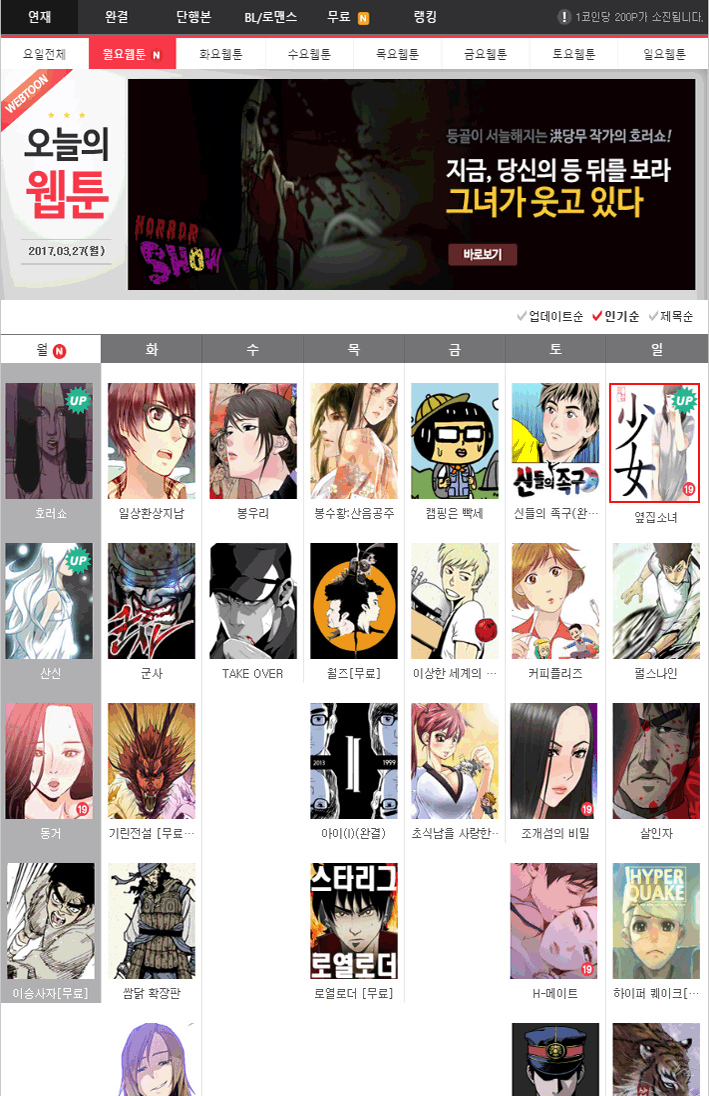 연재 완결 단행본 BL/로맨스 무료 N 랭킹 ! 1코인당 200P가 소진됩니다.
요일전체 월요웹툰 N 화요웹툰 수요웹툰 목요웹툰 금요웹툰 토요웹툰 일요웹툰
WEBTOON
오늘의
웹툰
2017.03.27(월)
HORROR
SHOW
등골이 서늘해지는 洪당무 작가의 호러쇼!
지금, 당신의 등 뒤를 보라
그녀가 웃고 있다
바로보기
업데이트순 인기순 제목순
월 N 화 수 목 금 토 일
UP
신들의 족구
UP
少女
19
호러쇼 일상환상지남 봉우리 봉수황:산음공주 캠핑은 빡세 신들의 족구(완… 옆집소녀
UP
군사
산신 군사 TAKE OVER 월즈[무료] 이상한 세계의 … 커피플리즈 펄스나인
19
2013 1999
19
동거 기린전설 [무료… 아이(I)(완결) 초식남을 사랑한… 조개섬의 비밀 살인자
스타리그
로열로더
19
HYPER
QUAKE
이승사자[무료] 쌈닭 확장판 로열로더 [무료] H-메이트 하이퍼 퀘이크[…